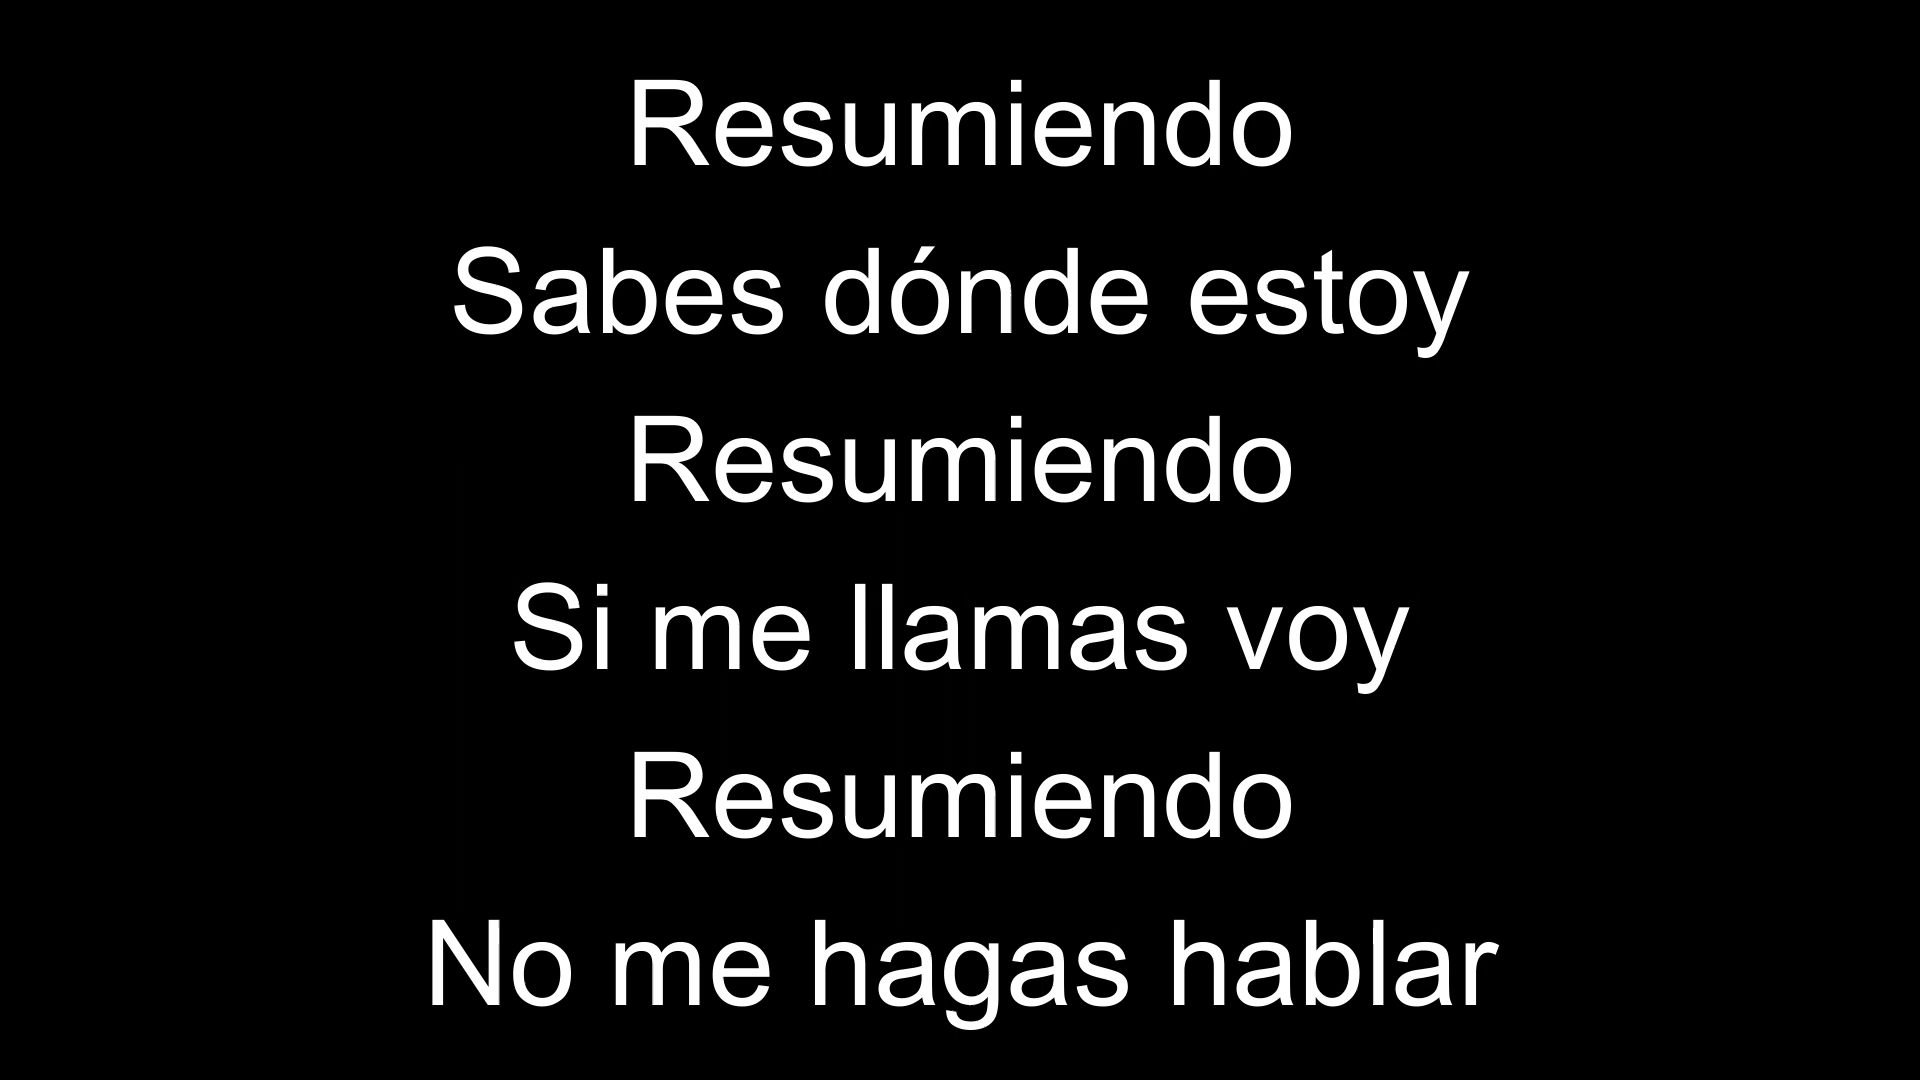 Resumiendo
Sabes dónde estoy
Resumiendo
Si me llamas voy
Resumiendo
No me hagas hablar